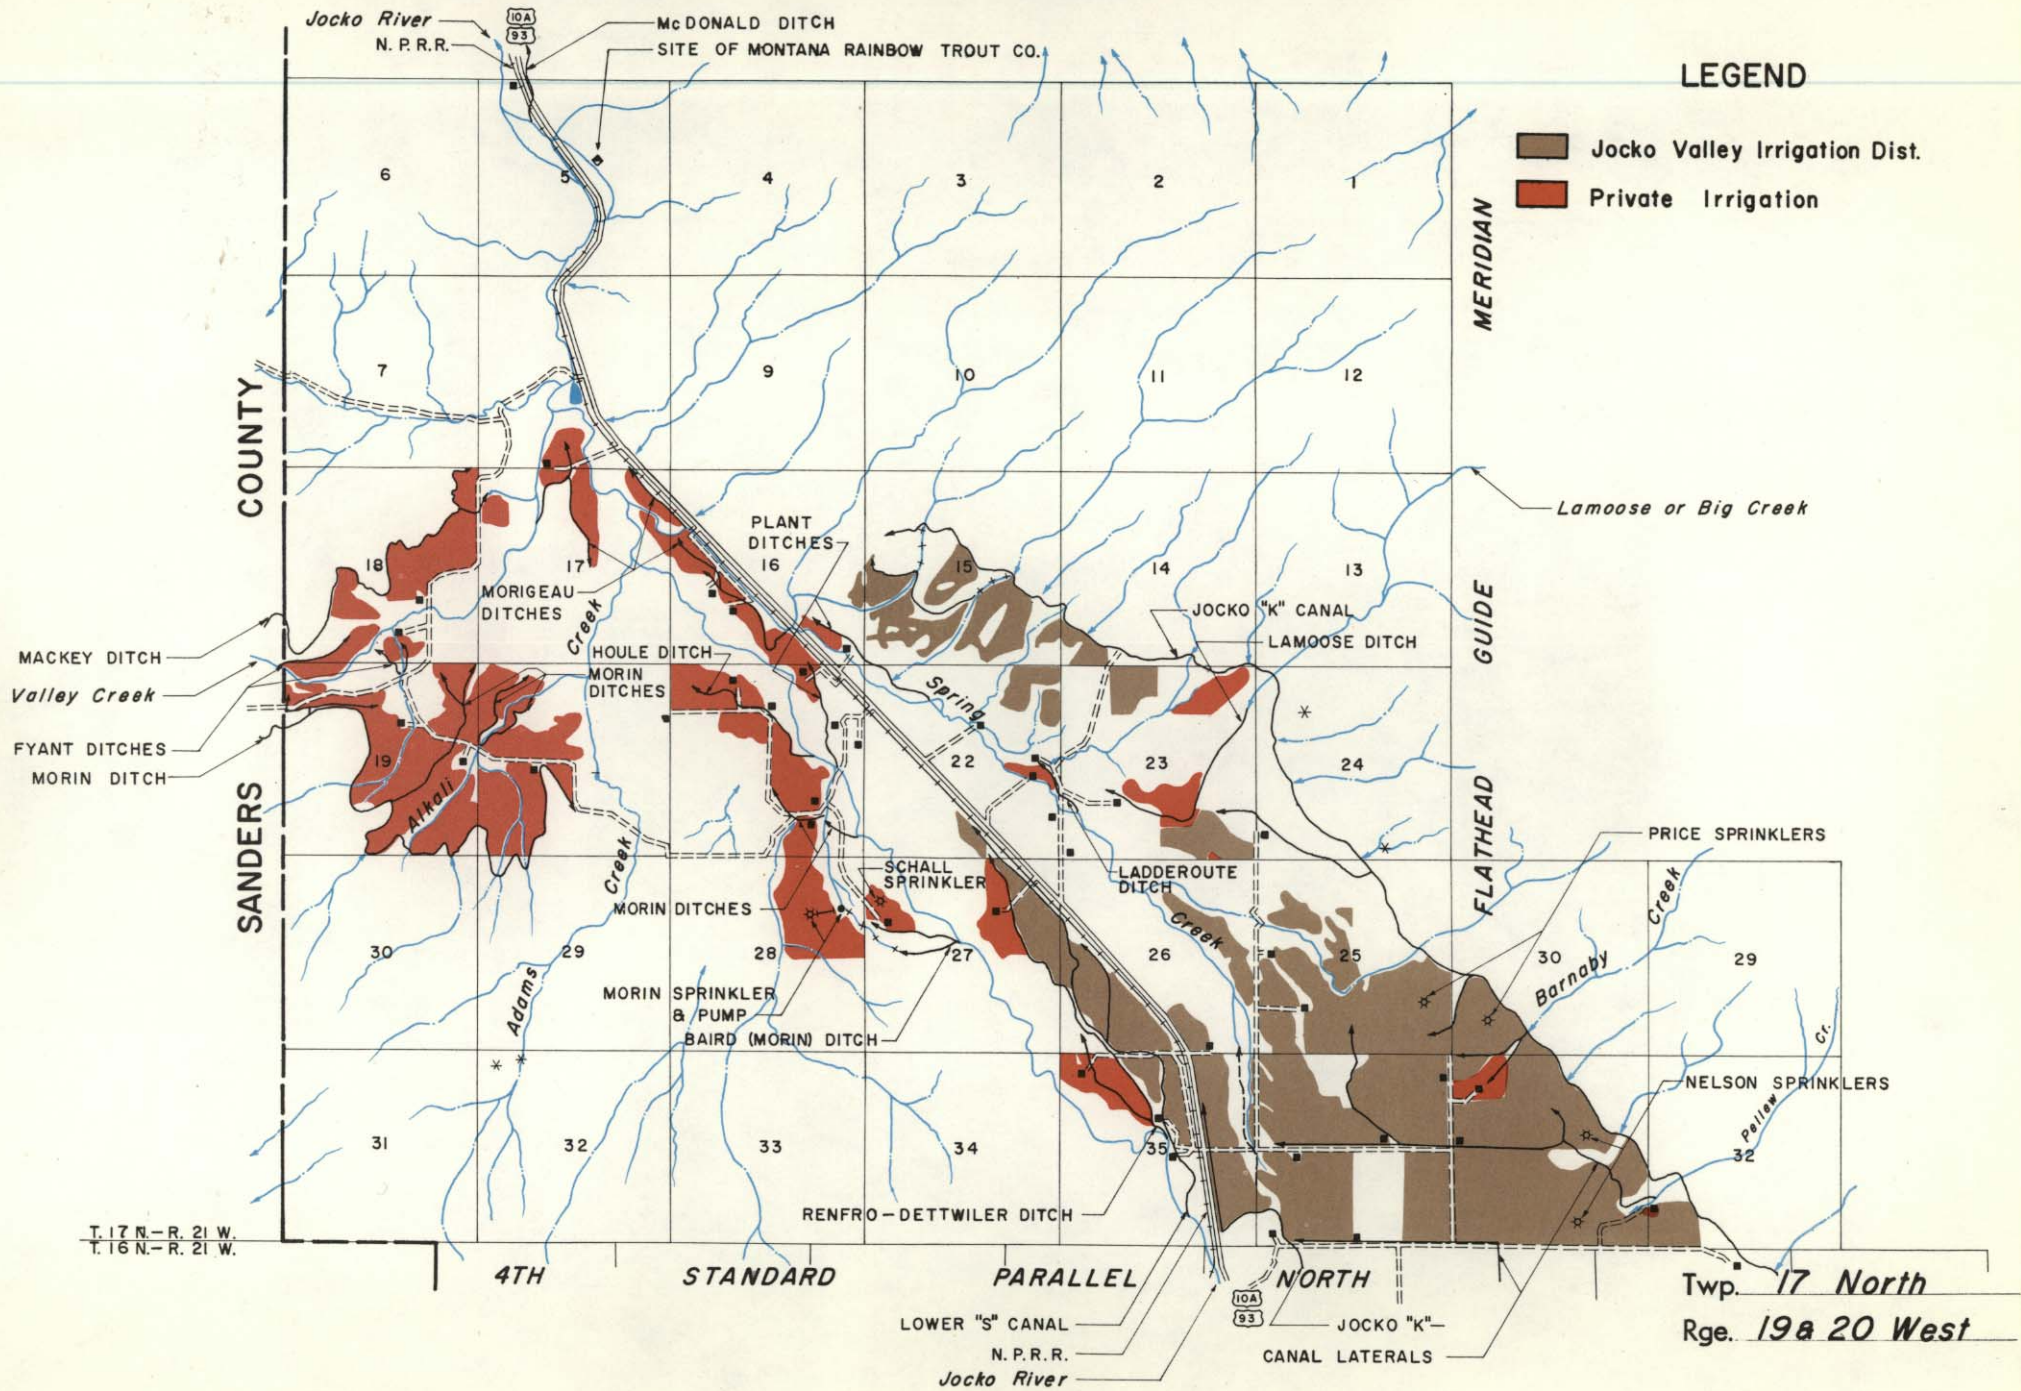 Jocko River
N. P. R.R.
10A
93
McDONALD DITCH
SITE OF MONTANA RAINBOW TROUT CO.
LEGEND
Jocko Valley Irrigation Dist.
Private Irrigation
6
5
4
3
2
1
MERIDIAN
7
9
10
11
12
COUNTY
Lamoose or Big Creek
PLANT
DITCHES
18
17
16
15
14
13
MORIGEAU
DITCHES
Creek
JOCKO "K" CANAL
LAMOOSE DITCH
GUIDE
MACKEY DITCH
Valley Creek
FYANT DITCHES
MORIN DITCH
HOULE DITCH
MORIN
DITCHES
Spring
19
22
23
24
SANDERS
Alkali
FLATHEAD
PRICE SPRINKLERS
Creek
SCHALL
SPRINKLER
LADDEROUTE
DITCH
MORIN DITCHES
Creek
Creek
30
29
28
27
26
25
30
29
Adams
Barnaby
MORIN SPRINKLER
& PUMP
BAIRD (MORIN) DITCH
Cr.
NELSON SPRINKLERS
Pellew
31
32
33
34
35
32
RENFRO-DETTWILER DITCH
T. 17 N.-R. 21 W.
T. 16 N.-R. 21 W.
4TH STANDARD PARALLEL NORTH
10A
93
LOWER "S" CANAL
N. P. R. R.
Jocko River
JOCKO "K"-
CANAL LATERALS
Twp. 17 North
Rge. 19 & 20 West